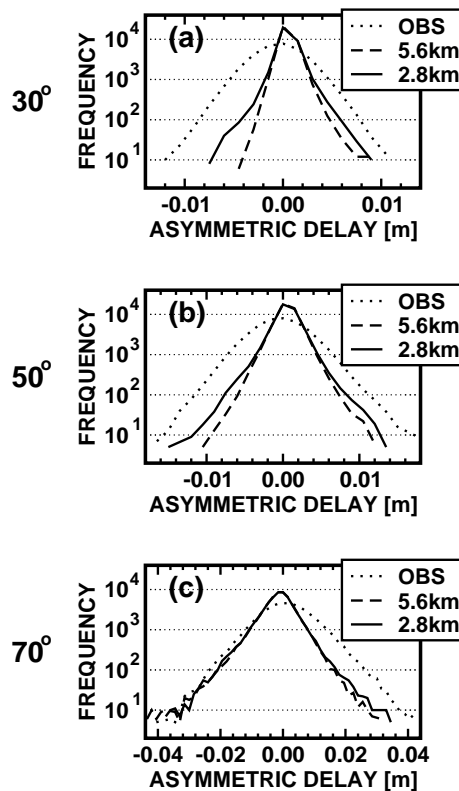 30°
(a)
OBS
5.6km
2.8km
FREQUENCY
10⁴
10³
10²
10¹
-0.01 0.00 0.01
ASYMMETRIC DELAY [m]
50°
(b)
OBS
5.6km
2.8km
FREQUENCY
10⁴
10³
10²
10¹
-0.01 0.00 0.01
ASYMMETRIC DELAY [m]
70°
(c)
OBS
5.6km
2.8km
FREQUENCY
10⁴
10³
10²
10¹
-0.04 -0.02 0.00 0.02 0.04
ASYMMETRIC DELAY [m]